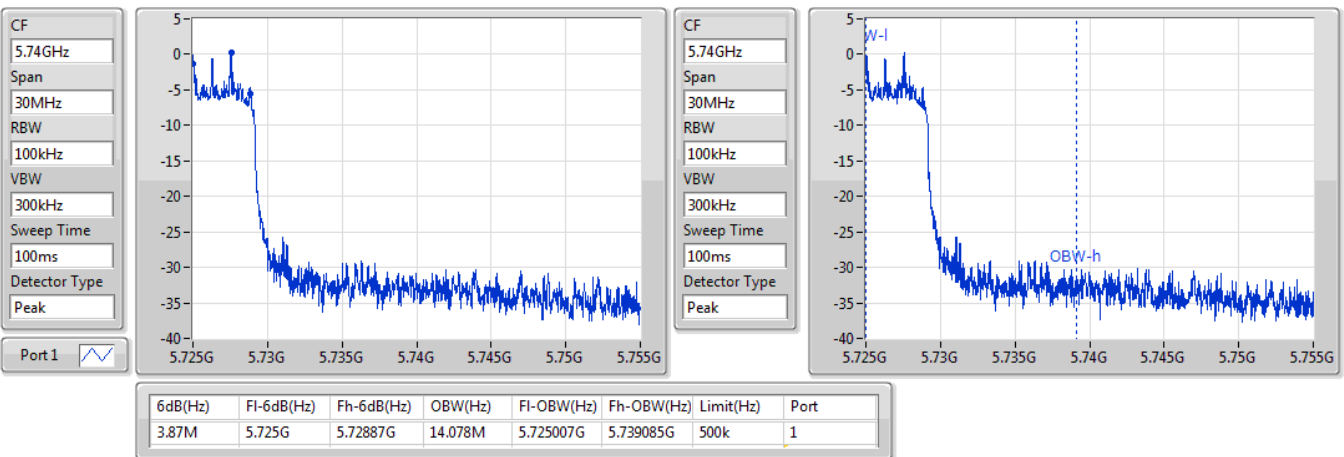 CF
5.74GHz
Span
30MHz
RBW
100kHz
VBW
300kHz
Sweep Time
100ms
Detector Type
Peak
Port 1
5
0
-5
-10
-15
-20
-25
-30
-35
-40
5.725G 5.73G 5.735G 5.74G 5.745G 5.75G 5.755G
CF
5.74GHz
Span
30MHz
RBW
100kHz
VBW
300kHz
Sweep Time
100ms
Detector Type
Peak
5
0
-5
-10
-15
-20
-25
-30
-35
-40
W-l
OBW-h
5.725G 5.73G 5.735G 5.74G 5.745G 5.75G 5.755G
6dB(Hz) Fl-6dB(Hz) Fh-6dB(Hz) OBW(Hz) Fl-OBW(Hz) Fh-OBW(Hz) Limit(Hz) Port
3.87M 5.725G 5.72887G 14.078M 5.725007G 5.739085G 500k 1